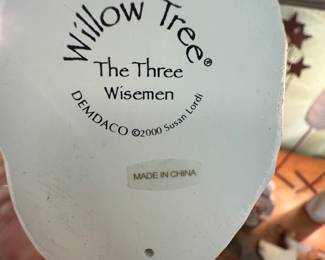 Willow Tree®
The Three
Wisemen
DEMDACO ©2000 Susan Lordi
MADE IN CHINA